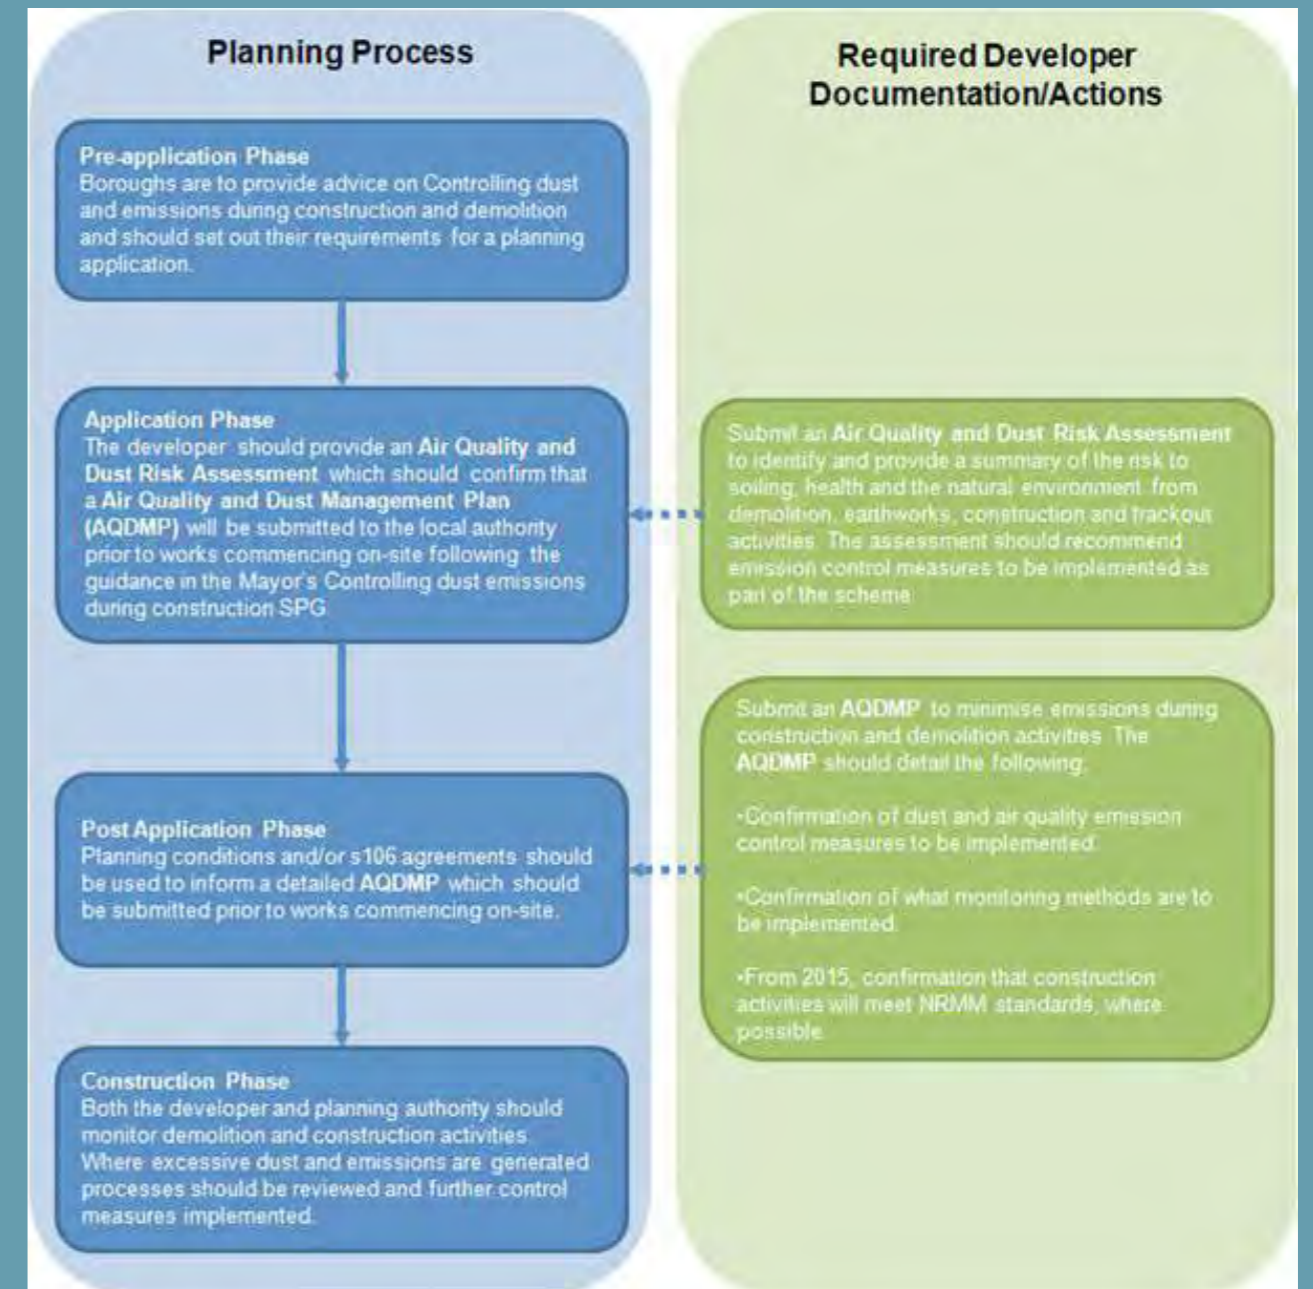 Planning Process
Pre-application Phase
Boroughs are to provide advice on Controlling dust
and emissions during construction and demolition
and should set out their requirements for a planning
application.
Application Phase
The developer should provide an Air Quality and
Dust Risk Assessment which should confirm that
a Air Quality and Dust Management Plan
(AQDMP) will be submitted to the local authority
prior to works commencing on-site following the
guidance in the Mayor's Controlling dust emissions
during construction SPG
Post Application Phase
Planning conditions and/or s106 agreements should
be used to inform a detailed AQDMP which should
be submitted prior to works commencing on-site.
Construction Phase
Both the developer and planning authority should
monitor demolition and construction activities
Where excessive dust and emissions are generated
processes should be reviewed and further control
measures implemented.
Required Developer
Documentation/Actions
Submit an Air Quality and Dust Risk Assessment
to identify and provide a summary of the risk to
soiling, health and the natural environment from
demolition, earthworks, construction and trackout
activities. The assessment should recommend
emission control measures to be implemented as
part of the scheme
Submit an AQDMP to minimise emissions during
construction and demolition activities. The
AQDMP should detail the following:
•Confirmation of dust and air quality emission
control measures to be implemented.
•Confirmation of what monitoring methods are to
be implemented.
•From 2015, confirmation that construction
activities will meet NRMM standards, where
possible